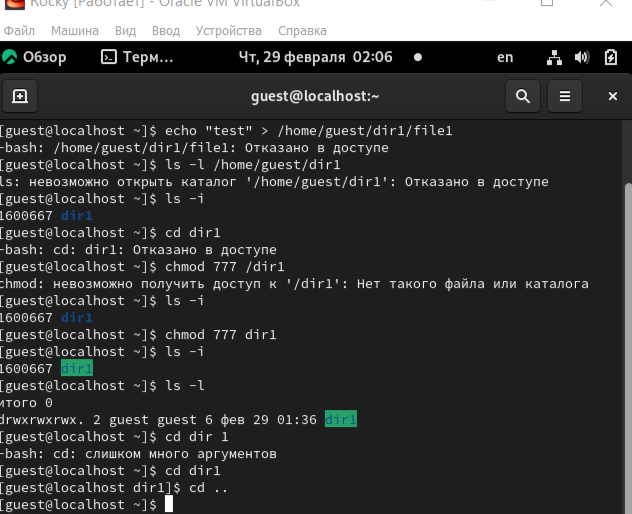 Rocky [Работает] - Oracle VM VirtualBox
Файл Машина Вид Ввод Устройства Справка
Обзор Терм... Чт, 29 февраля 02:06 en
guest@localhost:~
[guest@localhost ~]$ echo "test" > /home/guest/dir1/file1
-bash: /home/guest/dir1/file1: Отказано в доступе
[guest@localhost ~]$ ls -l /home/guest/dir1
ls: невозможно открыть каталог '/home/guest/dir1': Отказано в доступе
[guest@localhost ~]$ ls -i
1600667 dir1
[guest@localhost ~]$ cd dir1
-bash: cd: dir1: Отказано в доступе
[guest@localhost ~]$ chmod 777 /dir1
chmod: невозможно получить доступ к '/dir1': Нет такого файла или каталога
[guest@localhost ~]$ ls -i
1600667 dir1
[guest@localhost ~]$ chmod 777 dir1
[guest@localhost ~]$ ls -i
1600667 dir1
[guest@localhost ~]$ ls -l
итого 0
drwxrwxrwx. 2 guest guest 6 фев 29 01:36 dir1
[guest@localhost ~]$ cd dir 1
-bash: cd: слишком много аргументов
[guest@localhost ~]$ cd dir1
[guest@localhost dir1]$ cd ..
[guest@localhost ~]$